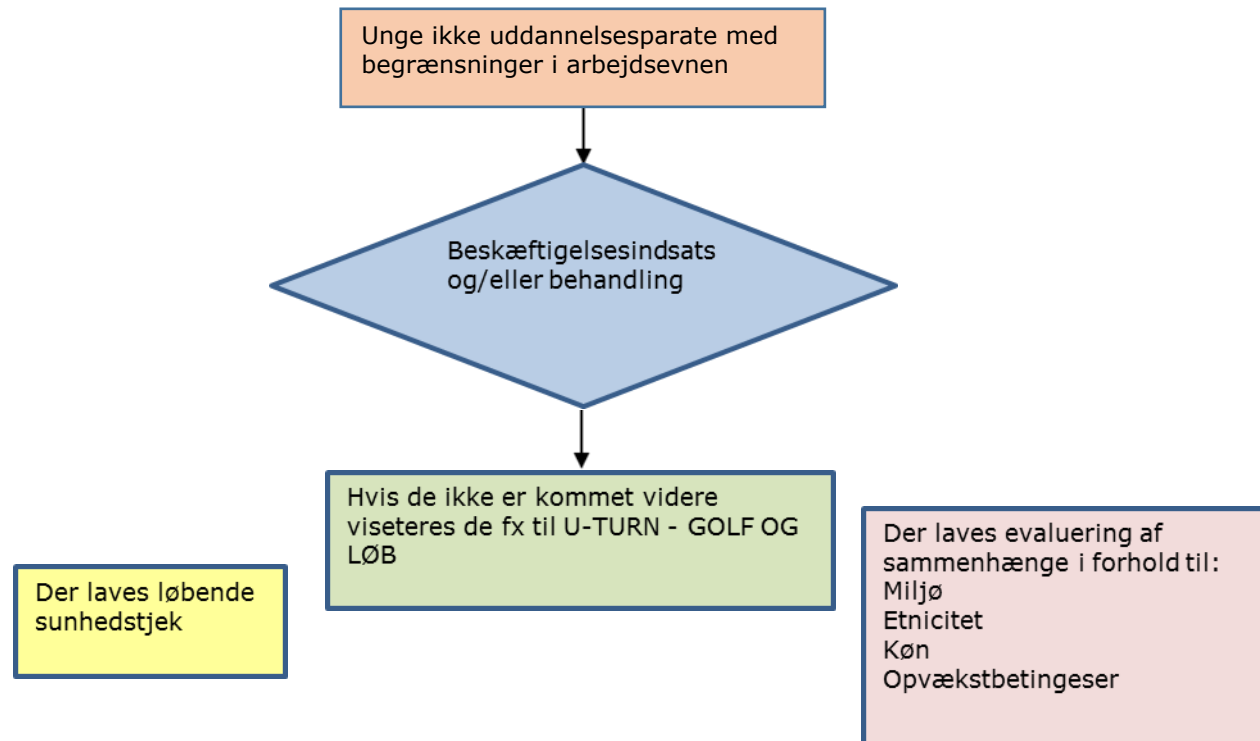 Unge ikke uddannelsesparate med
begrænsninger i arbejdsevnen
Beskæftigelsesindsats
og/eller behandling
Hvis de ikke er kommet videre
viseteres de fx til U-TURN - GOLF OG
LØB
Der laves løbende
sunhedstjek
Der laves evaluering af
sammenhænge i forhold til:
Miljø
Etnicitet
Køn
Opvækstbetingeser